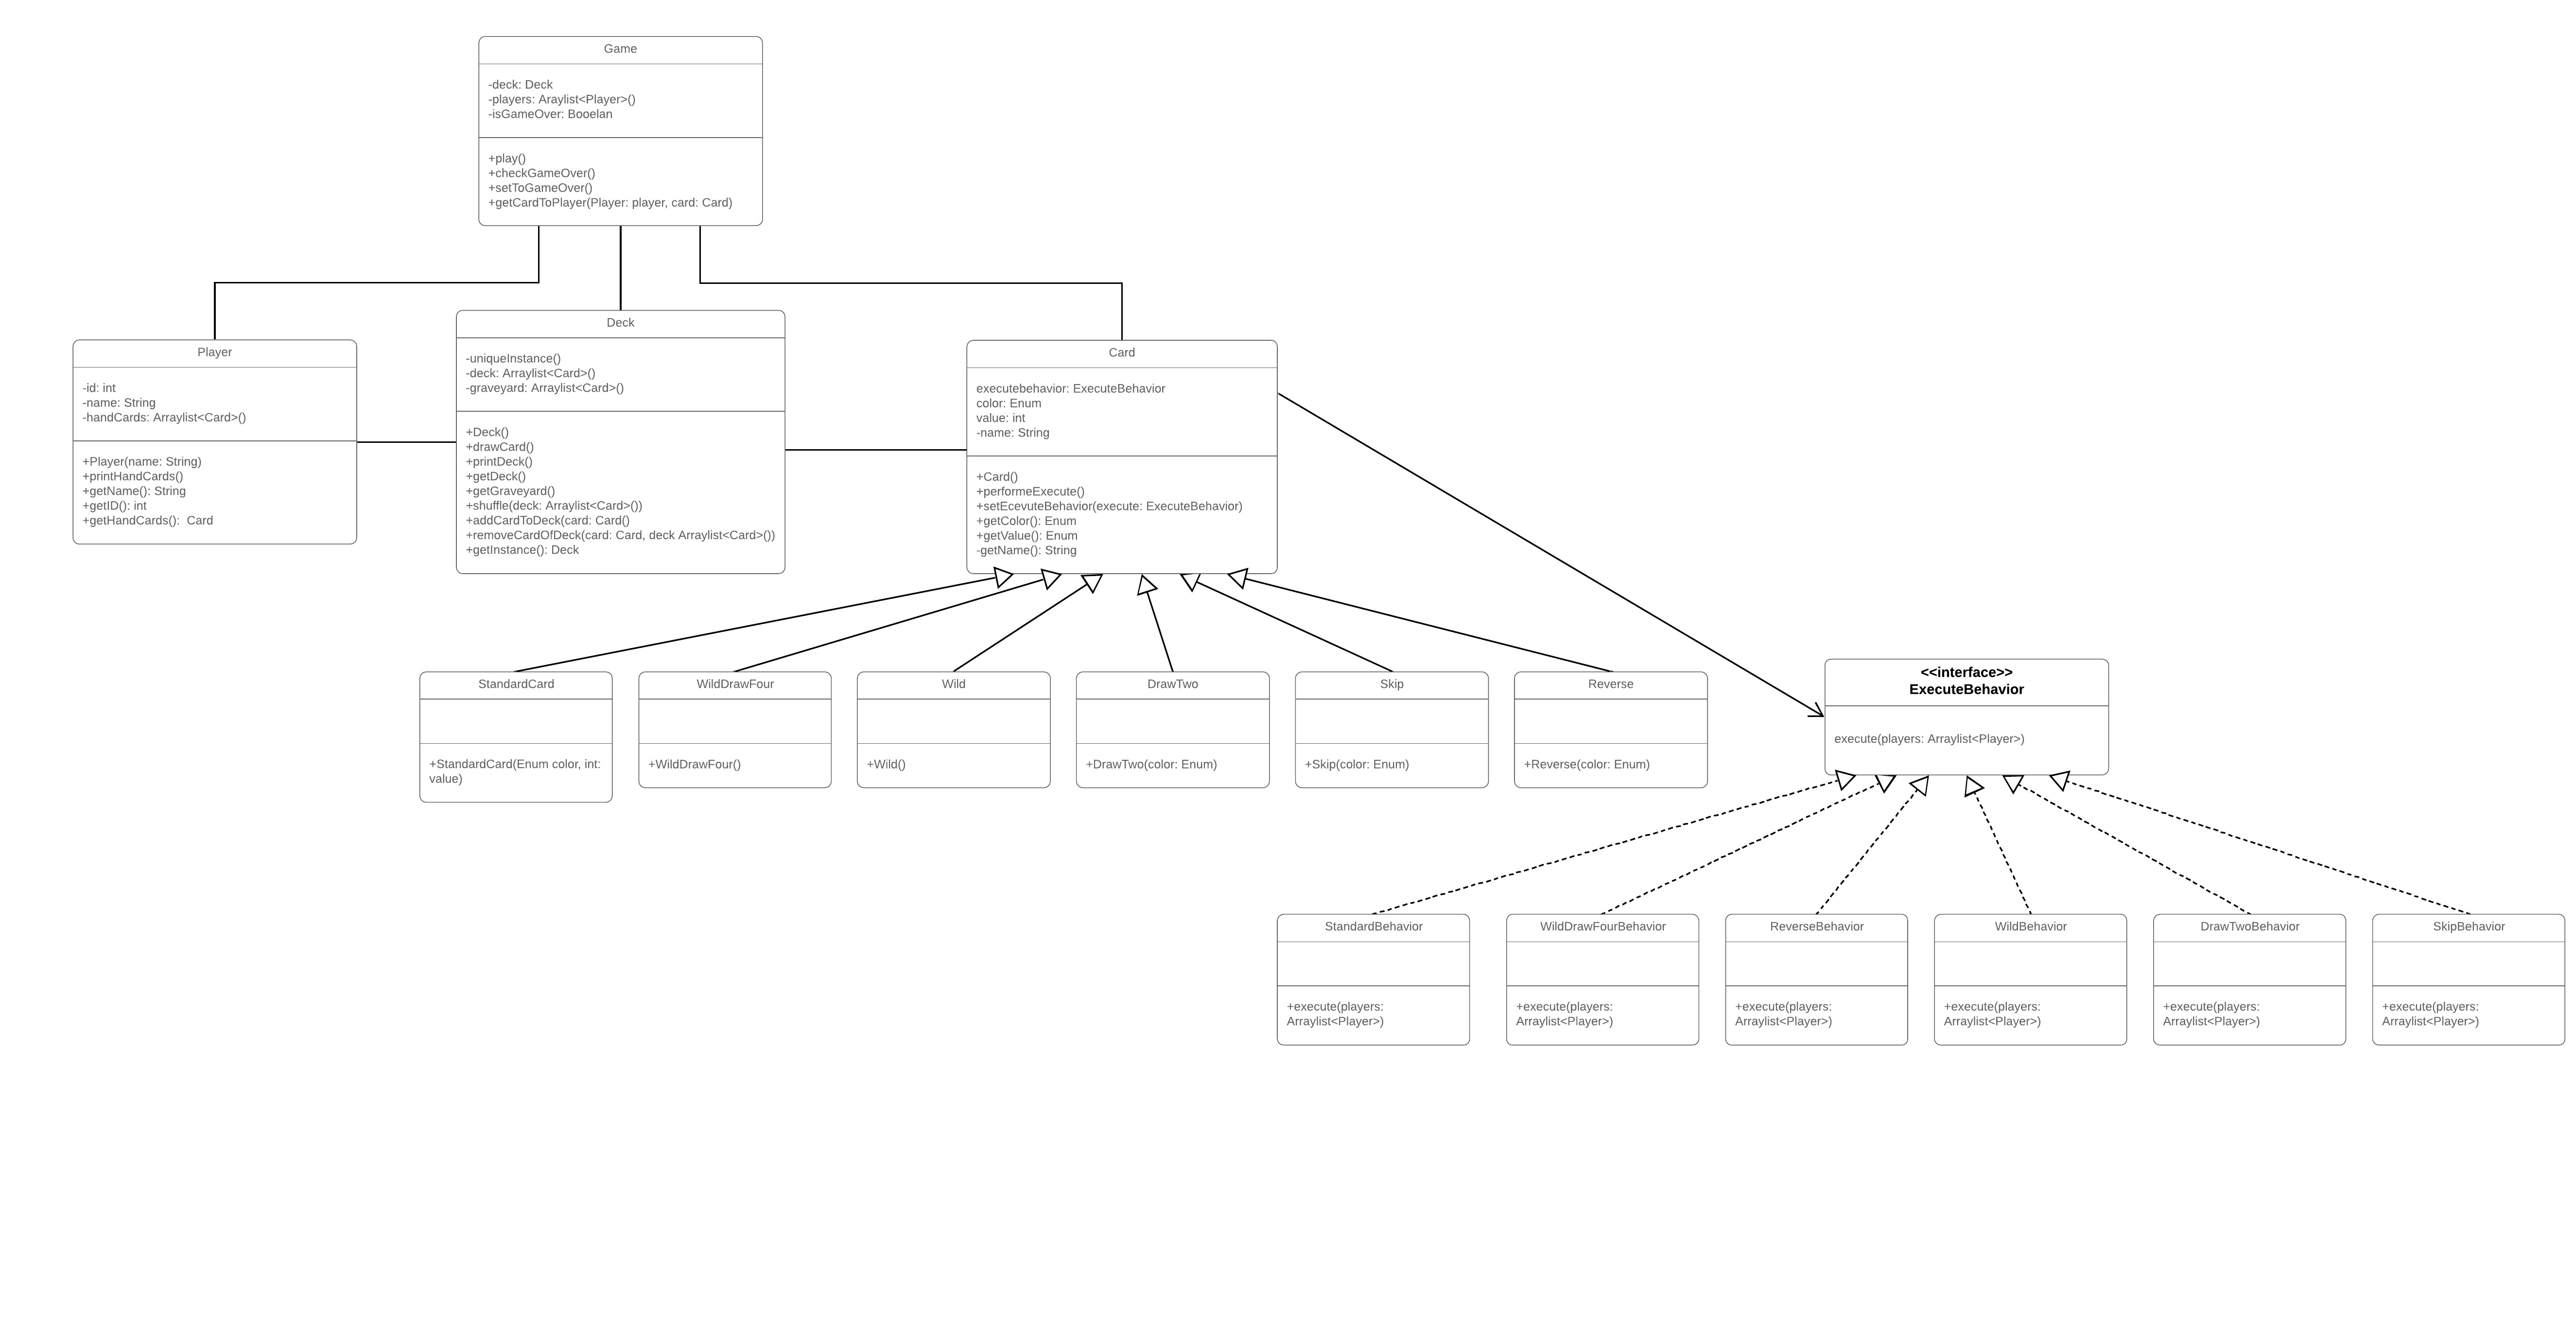 Game
-deck: Deck
-players: Araylist<Player>()
-isGameOver: Booelan
+play()
+checkGameOver()
+setToGameOver()
+getCardToPlayer(Player: player, card: Card)
Player
-id: int
-name: String
-handCards: Arraylist<Card>()
+Player(name: String)
+printHandCards()
+getName(): String
+getID(): int
+getHandCards():  Card
Deck
-uniqueInstance()
-deck: Arraylist<Card>()
-graveyard: Arraylist<Card>()
+Deck()
+drawCard()
+printDeck()
+getDeck()
+getGraveyard()
+shuffle(deck: Arraylist<Card>())
+addCardToDeck(card: Card()
+removeCardOfDeck(card: Card, deck Arraylist<Card>())
+getInstance(): Deck
Card
executebehavior: ExecuteBehavior
color: Enum
value: int
-name: String
+Card()
+performeExecute()
+setEcevuteBehavior(execute: ExecuteBehavior)
+getColor(): Enum
+getValue(): Enum
-getName(): String
StandardCard
+StandardCard(Enum color, int:
value)
WildDrawFour
+WildDrawFour()
Wild
+Wild()
DrawTwo
+DrawTwo(color: Enum)
Skip
+Skip(color: Enum)
Reverse
+Reverse(color: Enum)
<<interface>>
ExecuteBehavior
execute(players: Arraylist<Player>)
StandardBehavior
+execute(players:
Arraylist<Player>)
WildDrawFourBehavior
+execute(players:
Arraylist<Player>)
ReverseBehavior
+execute(players:
Arraylist<Player>)
WildBehavior
+execute(players:
Arraylist<Player>)
DrawTwoBehavior
+execute(players:
Arraylist<Player>)
SkipBehavior
+execute(players:
Arraylist<Player>)